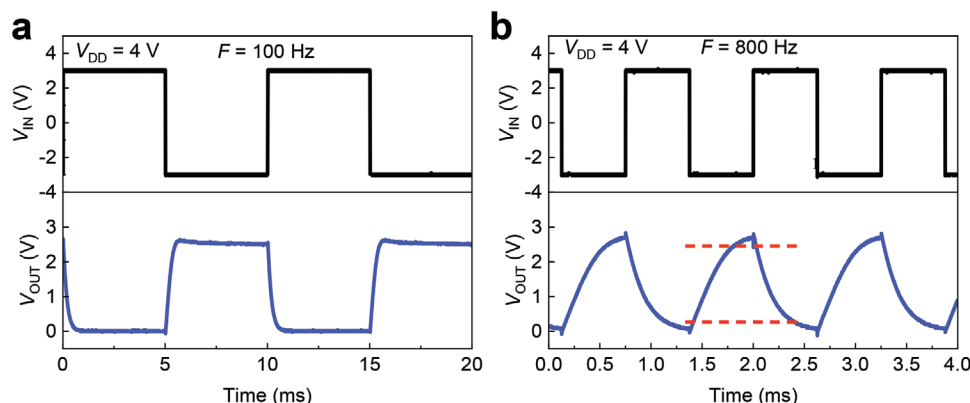 a
V_DD = 4 V F = 100 Hz
V_IN (V)
4
2
0
-2
-4
V_OUT (V)
3
2
1
0
0 5 10 15 20
Time (ms)
b
V_DD = 4 V F = 800 Hz
V_IN (V)
4
2
0
-2
-4
V_OUT (V)
3
2
1
0
0 0.5 1.0 1.5 2.0 2.5 3.0 3.5 4.0
Time (ms)